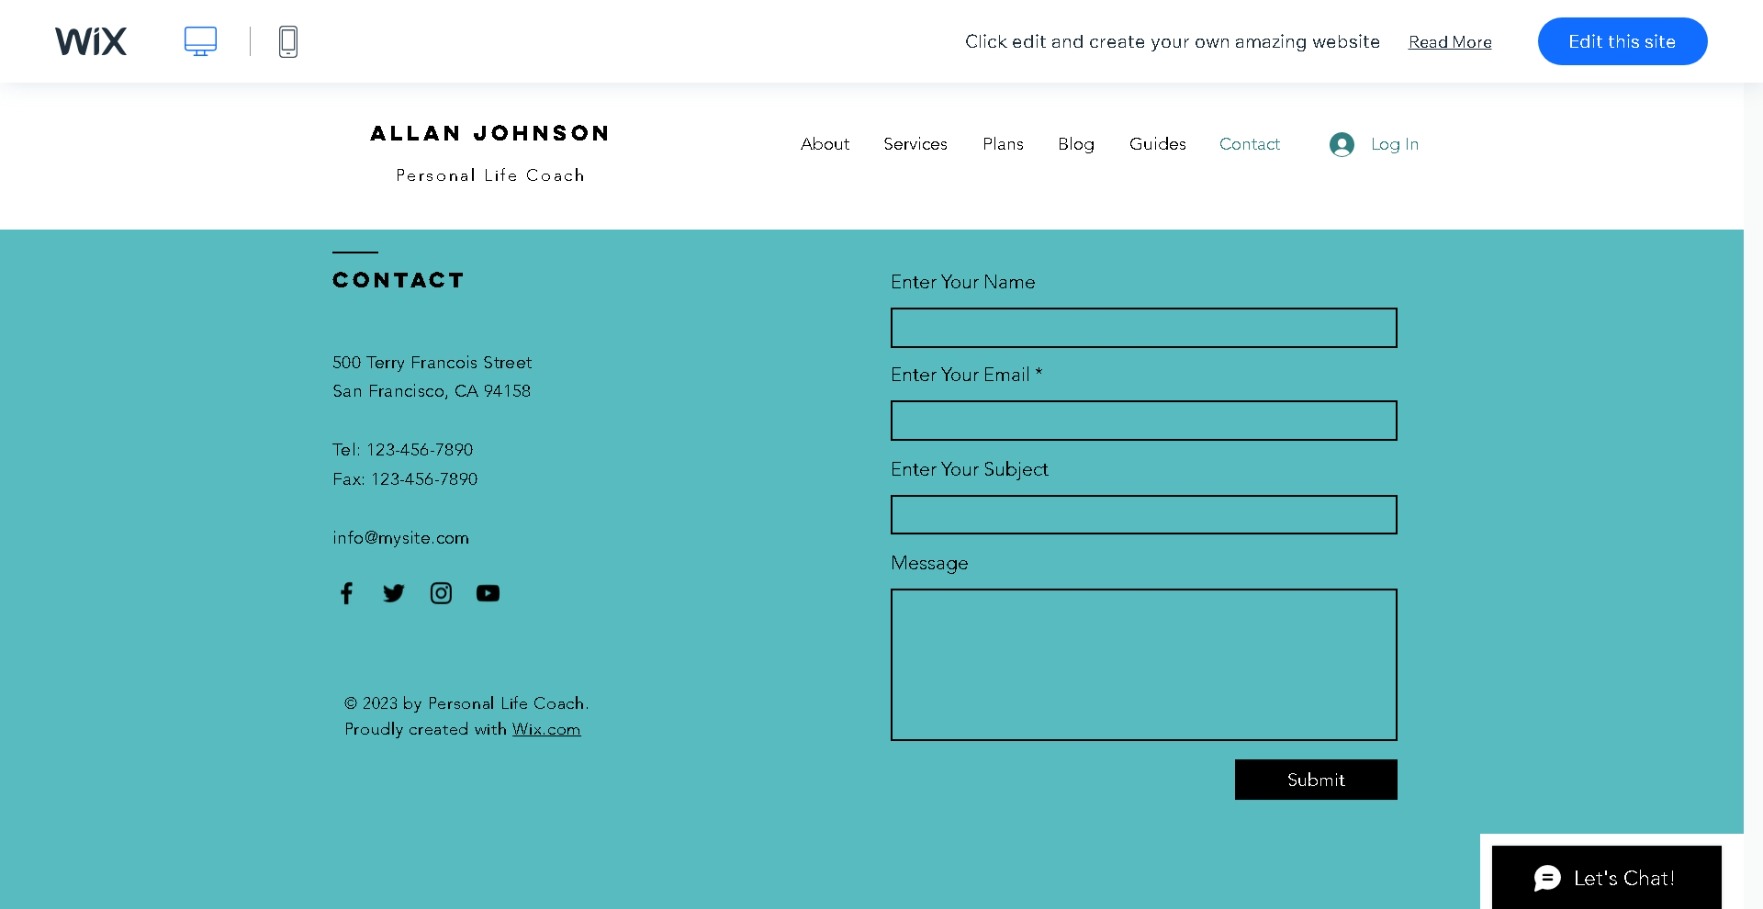 WiX
Click edit and create your own amazing website Read More
Edit this site
ALLAN JOHNSON
Personal Life Coach
About Services Plans Blog Guides Contact
Log In
CONTACT
500 Terry Francois Street
San Francisco, CA 94158
Tel: 123-456-7890
Fax: 123-456-7890
info@mysite.com
© 2023 by Personal Life Coach.
Proudly created with Wix.com
Enter Your Name
Enter Your Email *
Enter Your Subject
Message
Submit
Let's Chat!